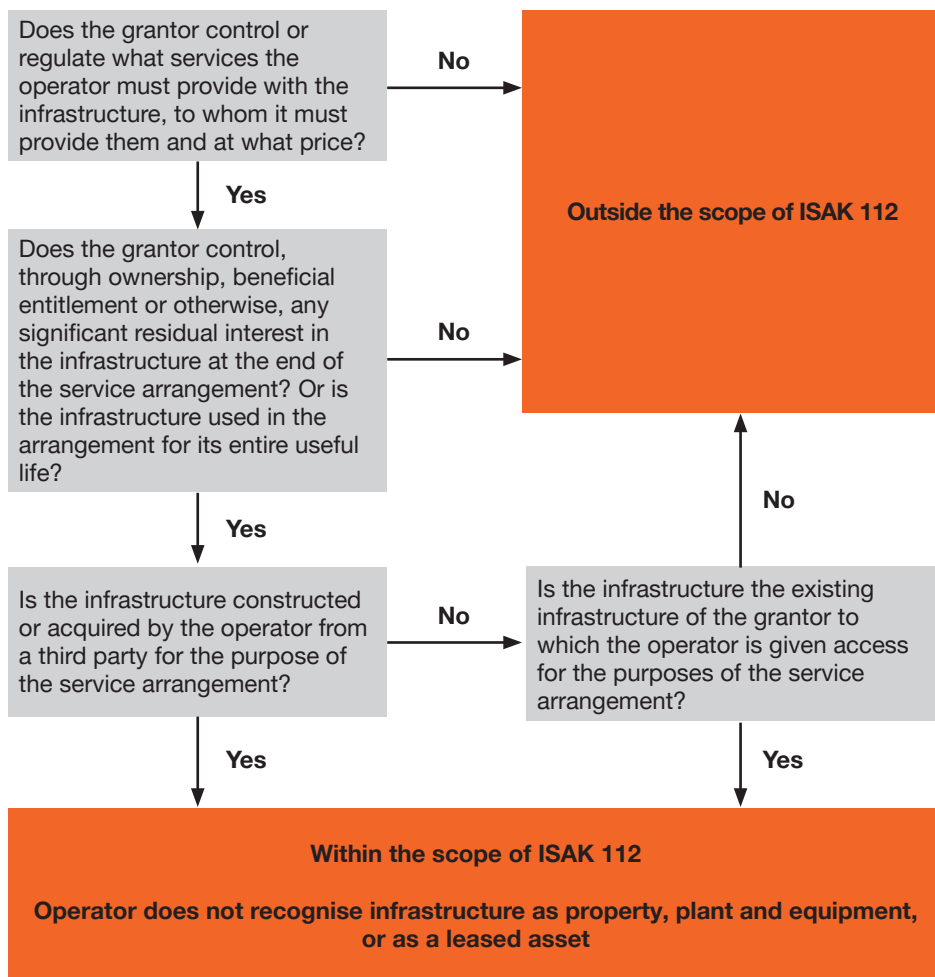 Does the grantor control or
regulate what services the
operator must provide with the
infrastructure, to whom it must
provide them and at what price?
No
Outside the scope of ISAK 112
Yes
Does the grantor control,
through ownership, beneficial
entitlement or otherwise, any
significant residual interest in
the infrastructure at the end of
the service arrangement? Or is
the infrastructure used in the
arrangement for its entire useful
life?
No
Yes
No
Is the infrastructure constructed
or acquired by the operator from
a third party for the purpose of
the service arrangement?
No
Is the infrastructure the existing
infrastructure of the grantor to
which the operator is given access
for the purposes of the service
arrangement?
Yes
Yes
Within the scope of ISAK 112
Operator does not recognise infrastructure as property, plant and equipment,
or as a leased asset